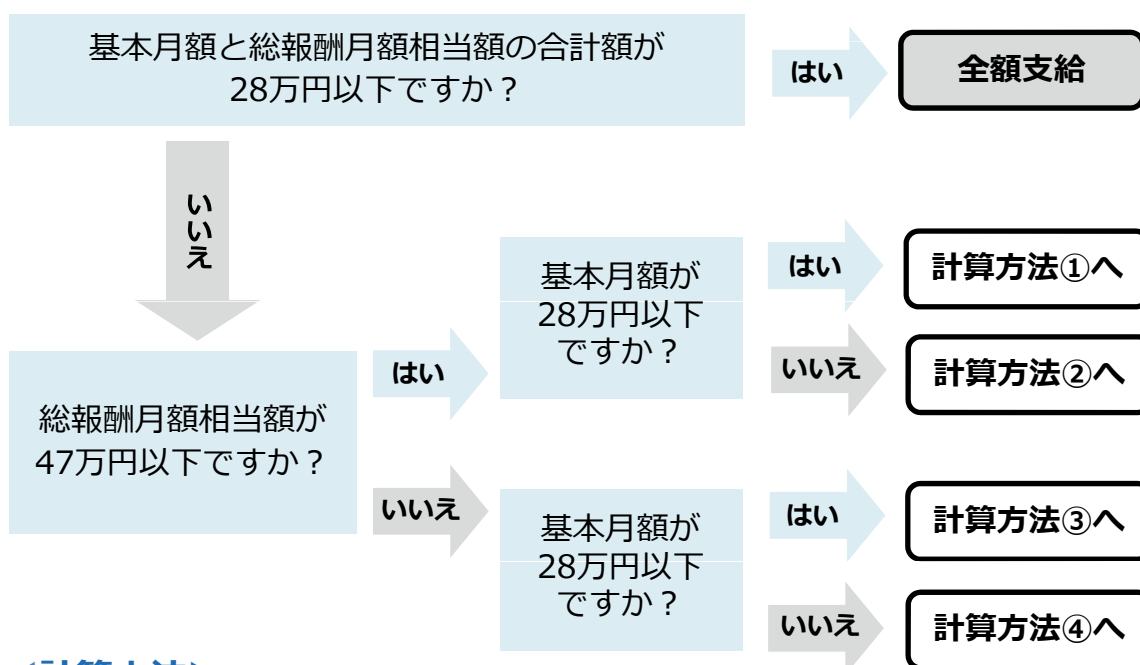 基本月額と総報酬月額相当額の合計額が
28万円以下ですか？
はい
全額支給
いいえ
総報酬月額相当額が
47万円以下ですか？
はい
基本月額が
28万円以下
ですか？
はい
計算方法①へ
いいえ
計算方法②へ
いいえ
基本月額が
28万円以下
ですか？
はい
計算方法③へ
いいえ
計算方法④へ